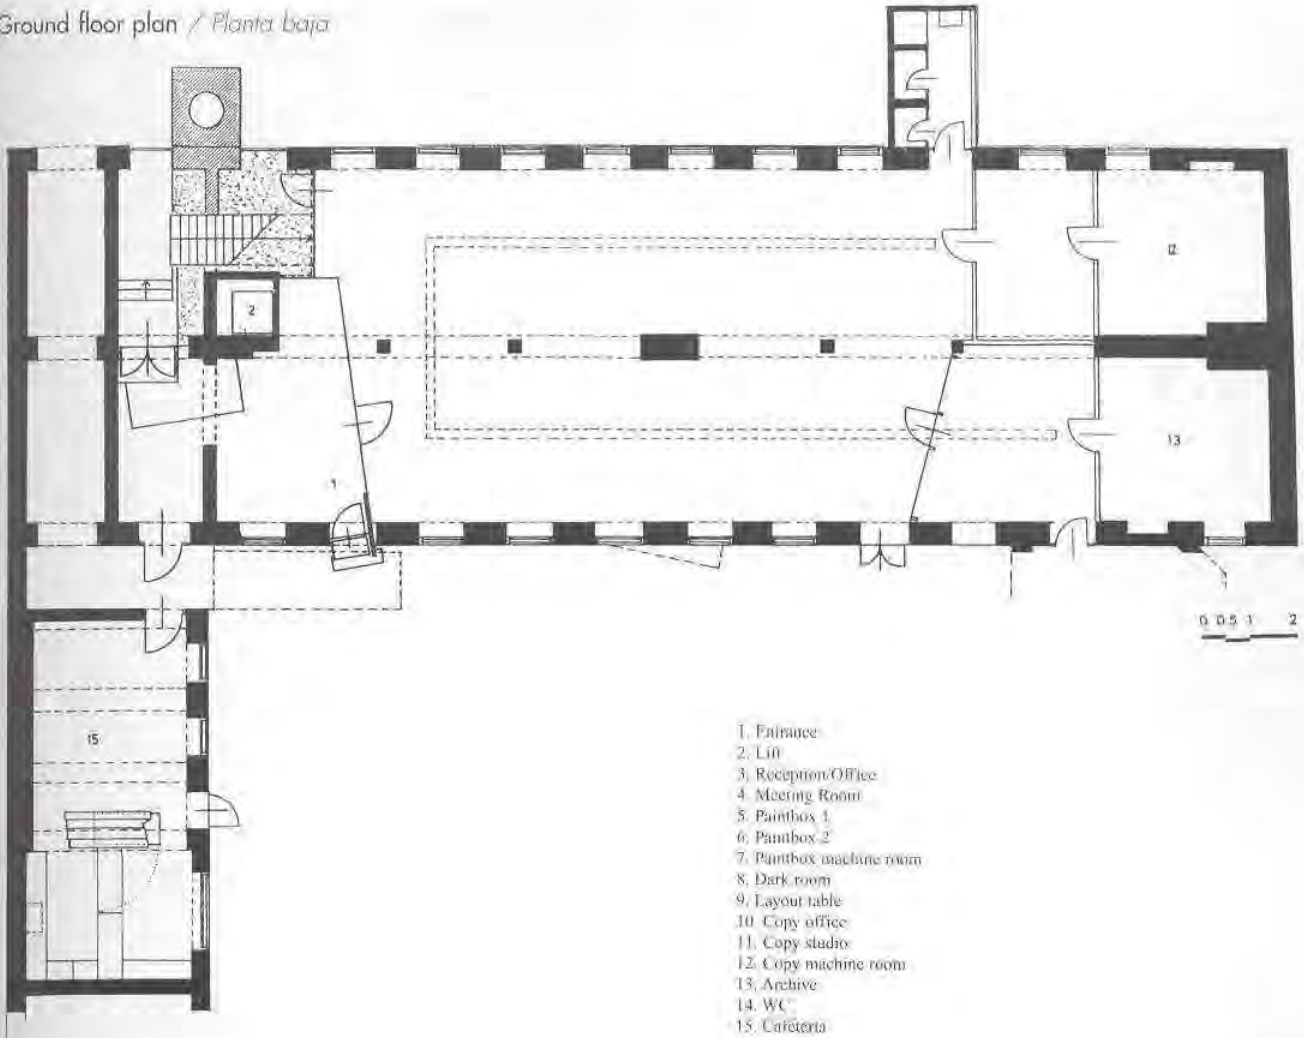 Ground floor plan / Planta baja
2
12
1
13
0 0.5 1 2
15
1. Entrance
2. Lift
3. Reception/Office
4. Meeting Room
5. Paintbox 1
6. Paintbox 2
7. Paintbox machine room
8. Dark room
9. Layout table
10. Copy office
11. Copy studio
12. Copy machine room
13. Archive
14. WC
15. Cafeteria